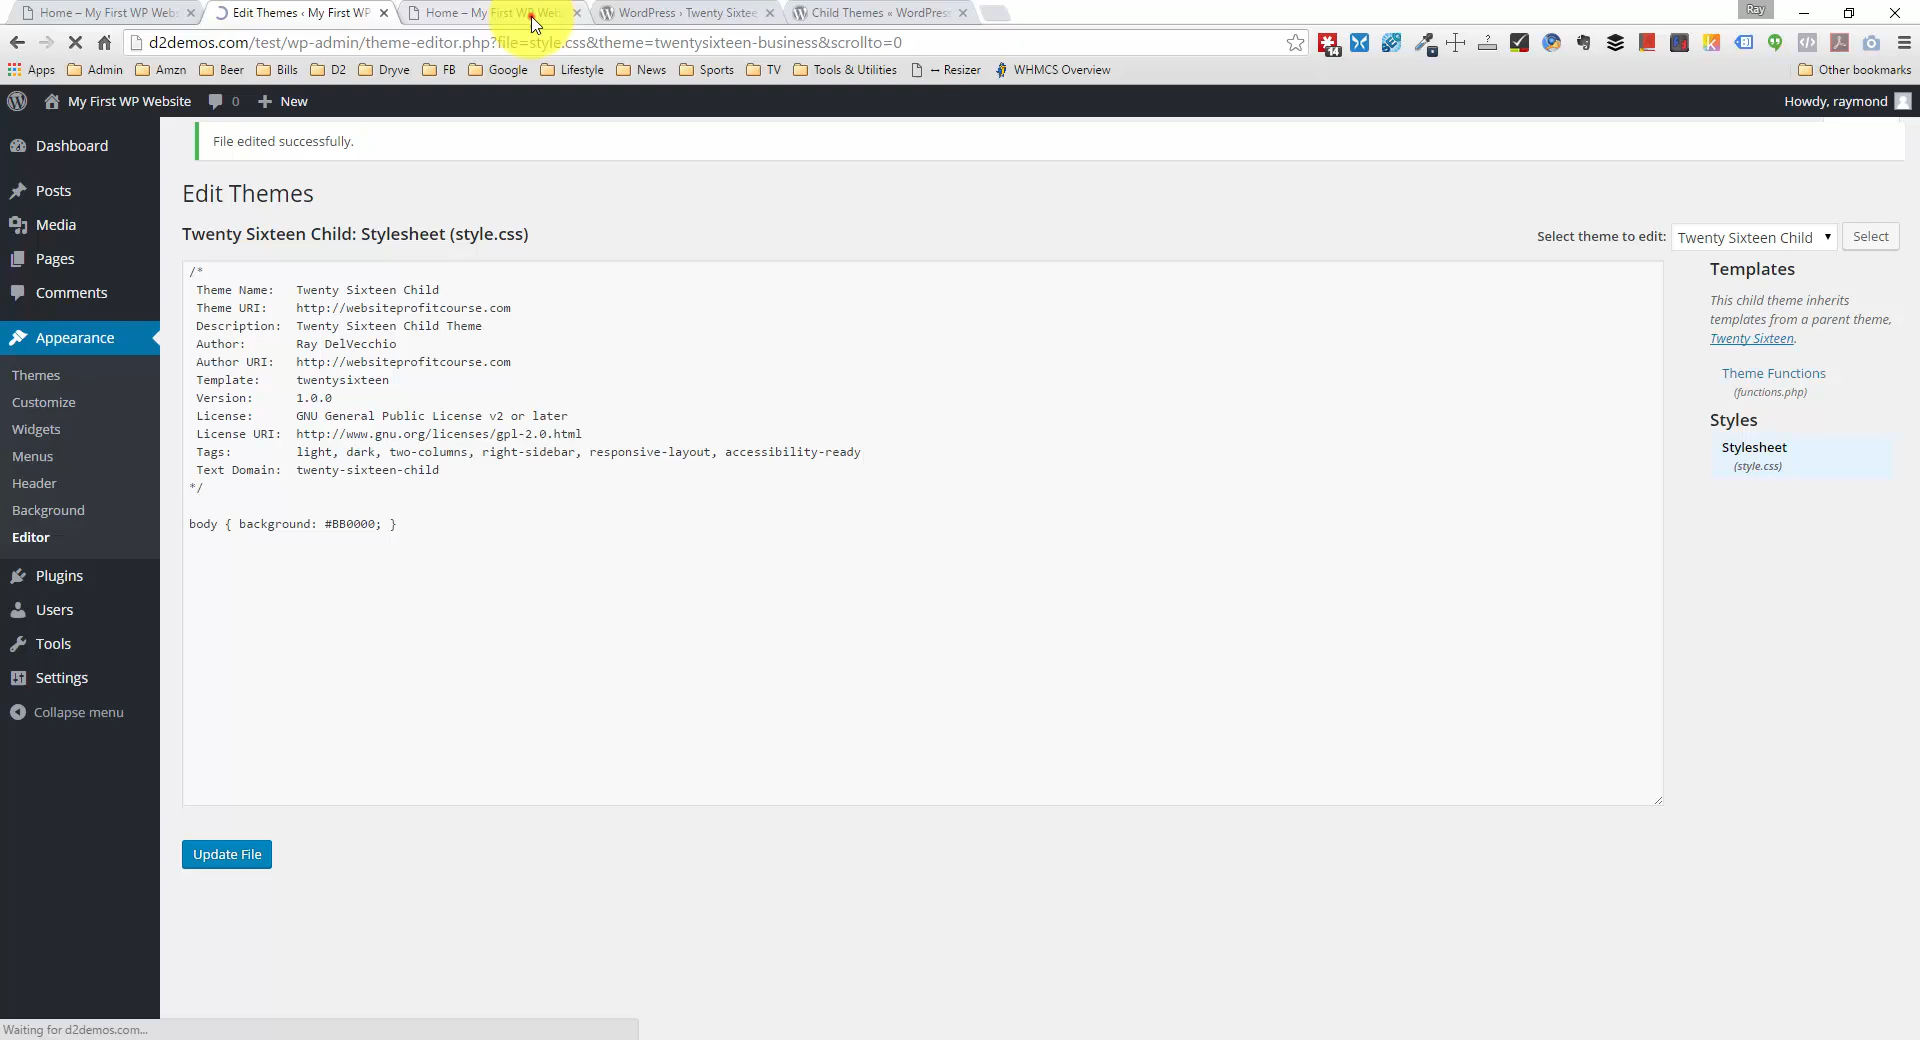 Home – My First WP Webs
Edit Themes ‹ My First WP
Home – My First WP Web
WordPress › Twenty Sixtee
Child Themes « WordPress
Ray
d2demos.com/test/wp-admin/theme-editor.php?file=style.css&theme=twentysixteen-business&scrollto=0
14
Apps Admin Amzn Beer Bills D2 Dryve FB Google Lifestyle News Sports TV Tools & Utilities -- Resizer WHMCS Overview Other bookmarks
My First WP Website 0 New Howdy, raymond
Dashboard
Posts
Media
Pages
Comments
Appearance
Themes
Customize
Widgets
Menus
Header
Background
Editor
Plugins
Users
Tools
Settings
Collapse menu
File edited successfully.
Edit Themes
Twenty Sixteen Child: Stylesheet (style.css)
Select theme to edit: Twenty Sixteen Child Select
/*
Theme Name: Twenty Sixteen Child
Theme URI: http://websiteprofitcourse.com
Description: Twenty Sixteen Child Theme
Author: Ray DelVecchio
Author URI: http://websiteprofitcourse.com
Template: twentysixteen
Version: 1.0.0
License: GNU General Public License v2 or later
License URI: http://www.gnu.org/licenses/gpl-2.0.html
Tags: light, dark, two-columns, right-sidebar, responsive-layout, accessibility-ready
Text Domain: twenty-sixteen-child
*/
body { background: #BB0000; }
Templates
This child theme inherits
templates from a parent theme,
Twenty Sixteen.
Theme Functions
(functions.php)
Styles
Stylesheet
(style.css)
Update File
Waiting for d2demos.com...